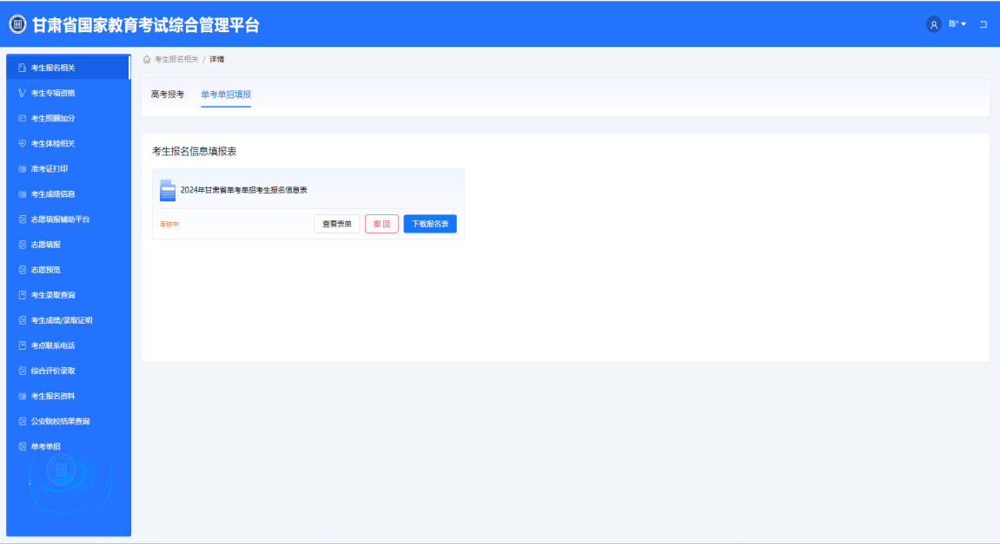 甘肃省国家教育考试综合管理平台
陈*
考生报名相关
考生专项资格
考生照顾加分
考生体检相关
准考证打印
考生成绩信息
志愿填报辅助平台
志愿填报
志愿预览
考生录取查询
考生成绩/录取证明
考点联系电话
综合评价录取
考生报名资料
公安院校结果查询
单考单招
考生报名相关 / 详情
高考报考 单考单招填报
考生报名信息填报表
2024年甘肃省单考单招考生报名信息表
审核中 查看表单 撤 回 下载报名表